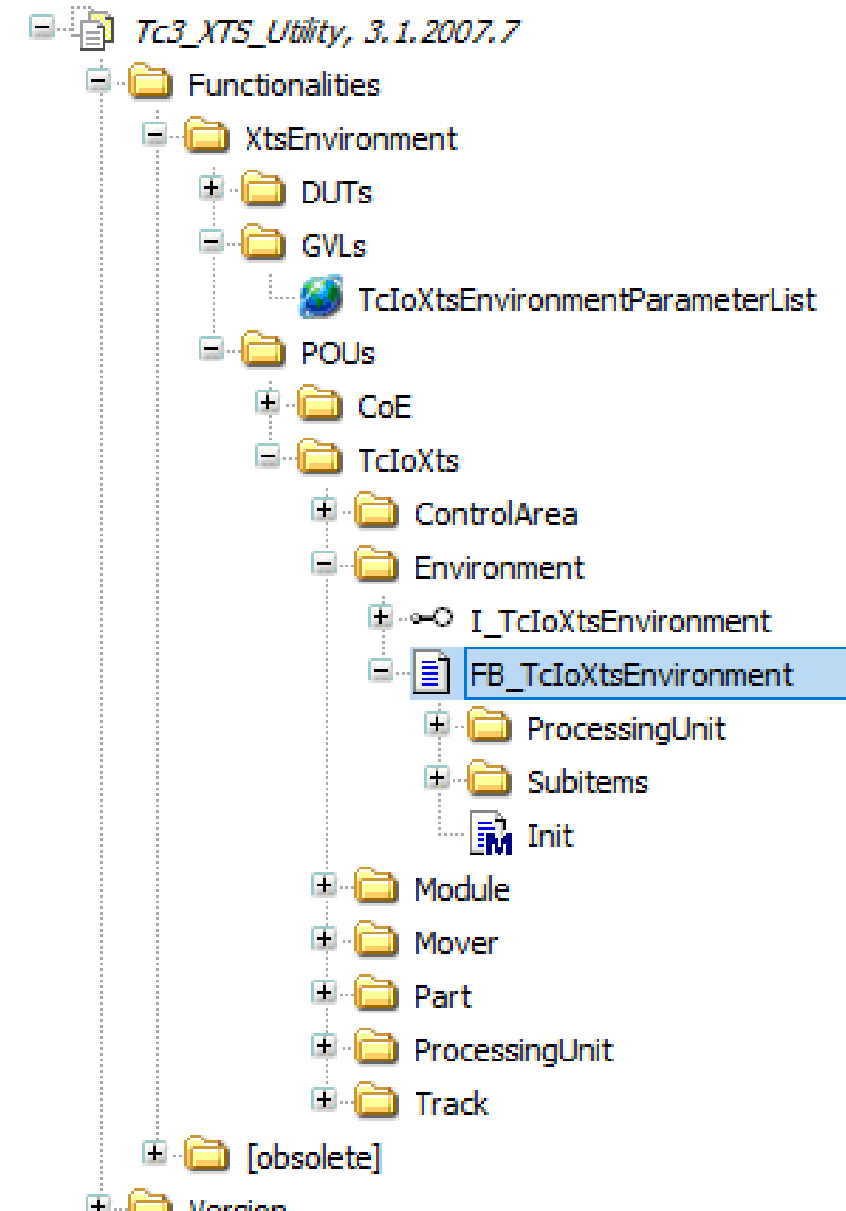 Tc3_XTS_Utility, 3.1.2007.7
Functionalities
XtsEnvironment
DUTs
GVLs
TcIoXtsEnvironmentParameterList
POUs
CoE
TcIoXts
ControlArea
Environment
I_TcIoXtsEnvironment
FB_TcIoXtsEnvironment
ProcessingUnit
Subitems
M Init
Module
Mover
Part
ProcessingUnit
Track
[obsolete]
Version